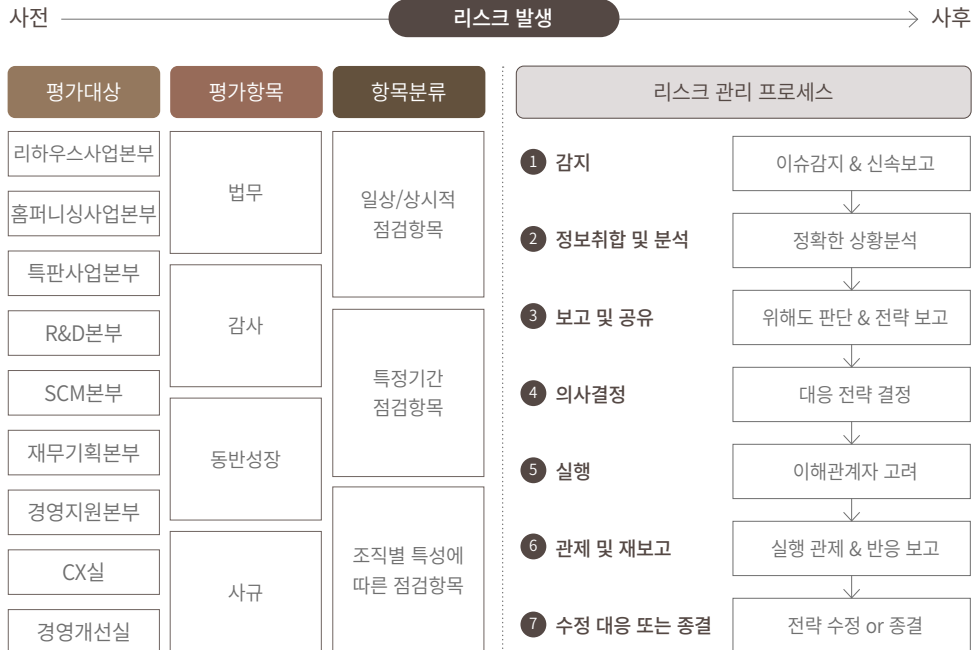 사전
리스크 발생
사후
평가대상
평가항목
항목분류
리하우스사업본부
홈퍼니싱사업본부
특판사업본부
R&D본부
SCM본부
재무기획본부
경영지원본부
CX실
경영개선실
법무
감사
동반성장
사규
일상/상시적
점검항목
특정기간
점검항목
조직별 특성에
따른 점검항목
리스크 관리 프로세스
1 감지
이슈감지 & 신속보고
2 정보취합 및 분석
정확한 상황분석
3 보고 및 공유
위해도 판단 & 전략 보고
4 의사결정
대응 전략 결정
5 실행
이해관계자 고려
6 관제 및 재보고
실행 관제 & 반응 보고
7 수정 대응 또는 종결
전략 수정 or 종결